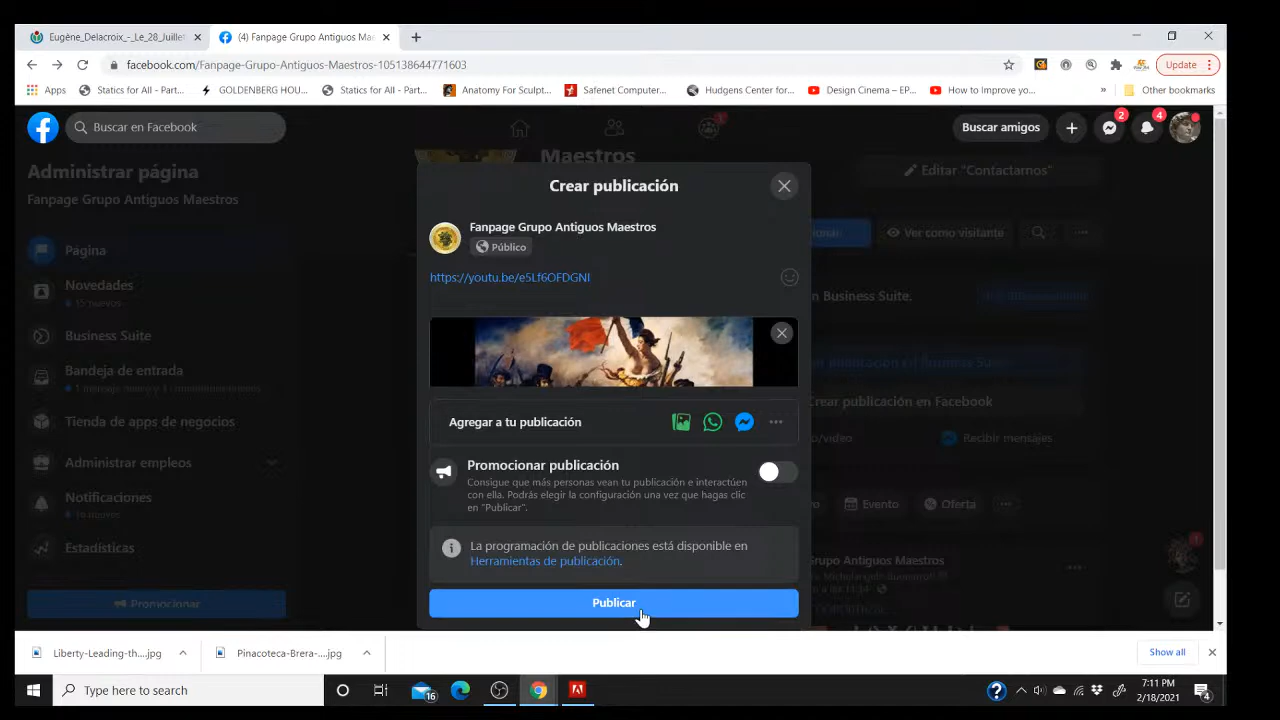 Eugène_Delacroix_-_Le_28_Juillet
(4) Fanpage Grupo Antiguos Mae
facebook.com/Fanpage-Grupo-Antiguos-Maestros-105138644771603
Update
Apps
Statics for All - Part...
GOLDENBERG HOU...
Statics for All - Part...
Anatomy For Sculpt...
Safenet Computer...
Hudgens Center for...
Design Cinema – EP...
How to Improve yo...
»
Other bookmarks
Buscar en Facebook
Buscar amigos
2
4
Administrar página
Fanpage Grupo Antiguos Maestros
Página
Novedades
15 nuevos
Business Suite
Bandeja de entrada
Tienda de apps de negocios
Administrar empleos
Notificaciones
Estadísticas
Promocionar
Maestros
Editar "Contactarnos"
Ver como visitante
n Business Suite.
Crear publicación en Facebook
Recibir mensajes
Evento
Oferta
upo Antiguos Maestros
Crear publicación
Fanpage Grupo Antiguos Maestros
Público
https://youtu.be/e5Lf6OFDGNI
Agregar a tu publicación
Promocionar publicación
Consigue que más personas vean tu publicación e interactúen
con ella. Podrás elegir la configuración una vez que hagas clic
en "Publicar".
La programación de publicaciones está disponible en
Herramientas de publicación.
Publicar
Liberty-Leading-th....jpg
Pinacoteca-Brera-....jpg
Show all
Type here to search
16
7:11 PM
2/18/2021
4